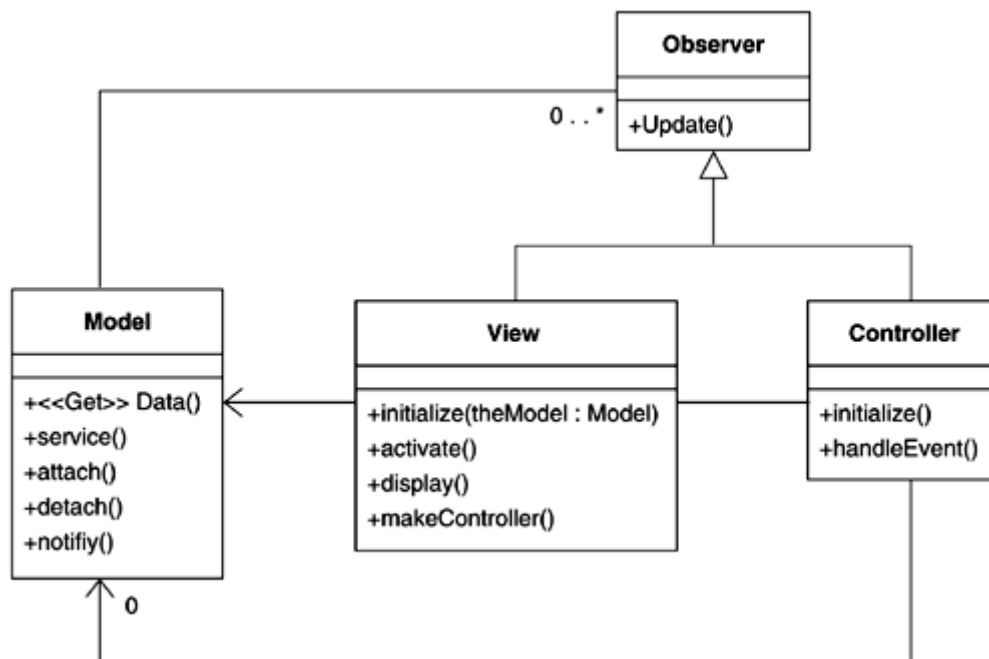 Observer
0 . . *
+Update()
Model
+<<Get>> Data()
+service()
+attach()
+detach()
+notifiy()
0
View
+initialize(theModel : Model)
+activate()
+display()
+makeController()
Controller
+initialize()
+handleEvent()